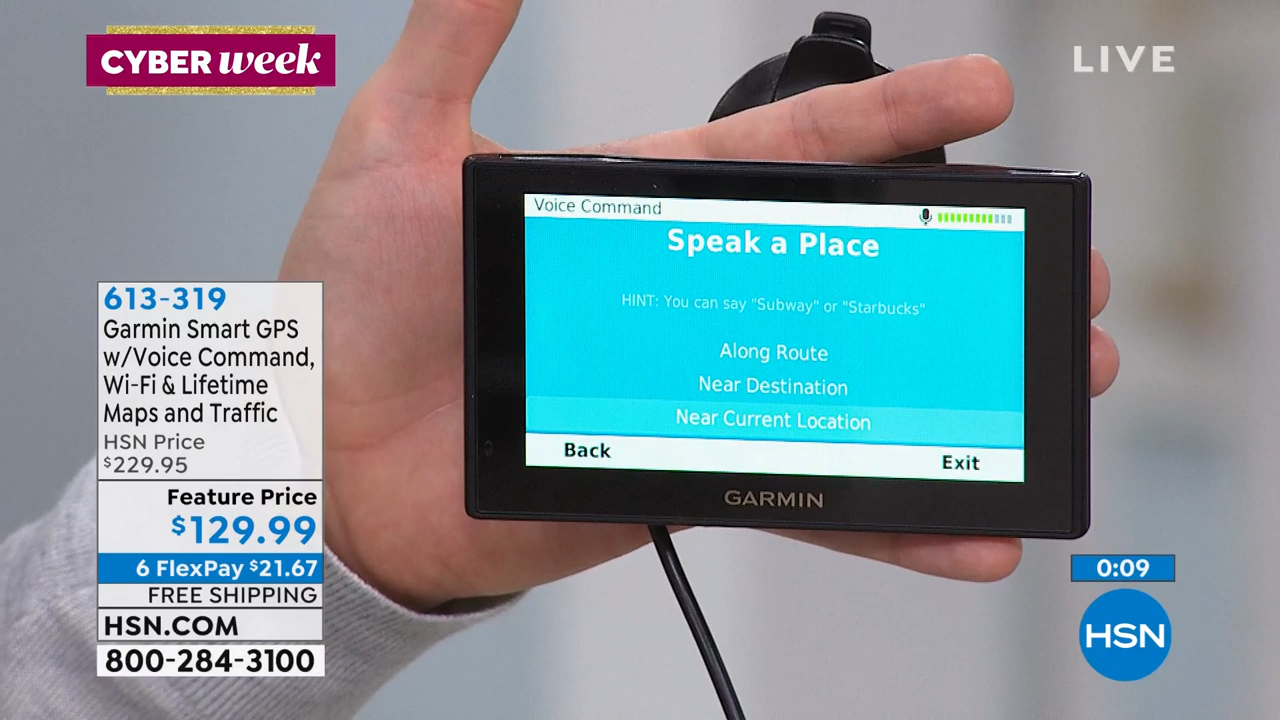 CYBER week
LIVE
Voice Command
Speak a Place
HINT: You can say "Subway" or "Starbucks"
Along Route
Near Destination
Near Current Location
Back
Exit
GARMIN
613-319
Garmin Smart GPS
w/Voice Command,
Wi-Fi & Lifetime
Maps and Traffic
HSN Price
$229.95
Feature Price
$129.99
6 FlexPay $21.67
FREE SHIPPING
HSN.COM
800-284-3100
0:09
HSN